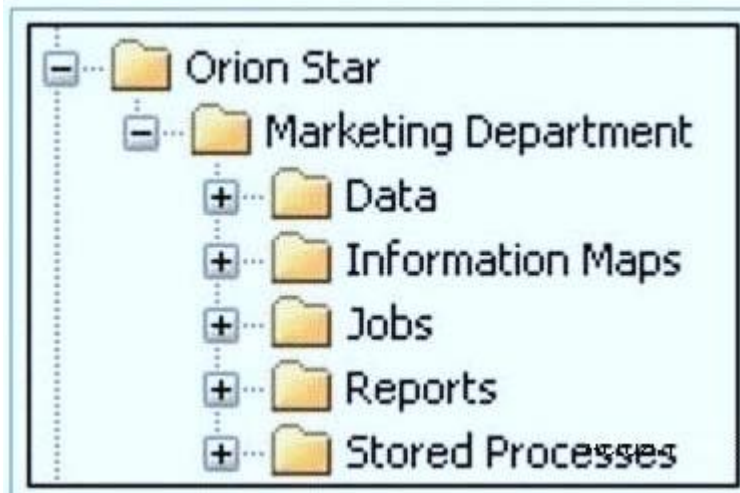 Orion Star
Marketing Department
Data
Information Maps
Jobs
Reports
Stored Processes